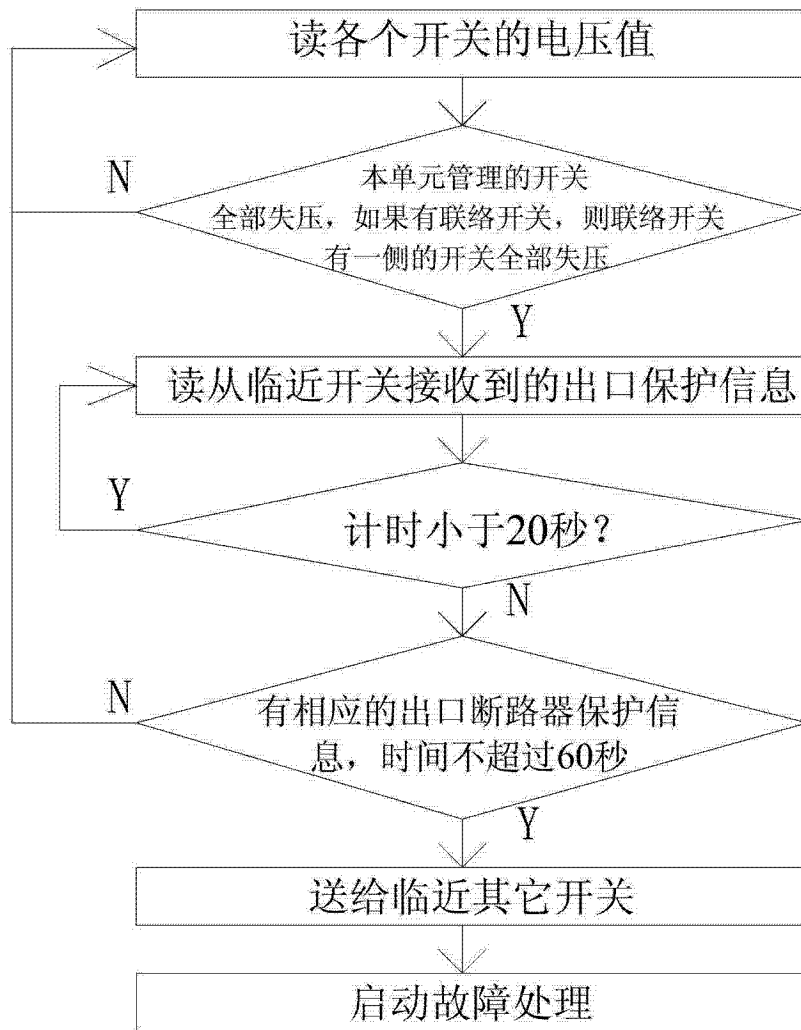 读各个开关的电压值
N
本单元管理的开关
全部失压，如果有联络开关，则联络开关
有一侧的开关全部失压
Y
读从临近开关接收到的出口保护信息
Y
计时小于20秒？
N
N
有相应的出口断路器保护信
息，时间不超过60秒
Y
送给临近其它开关
启动故障处理